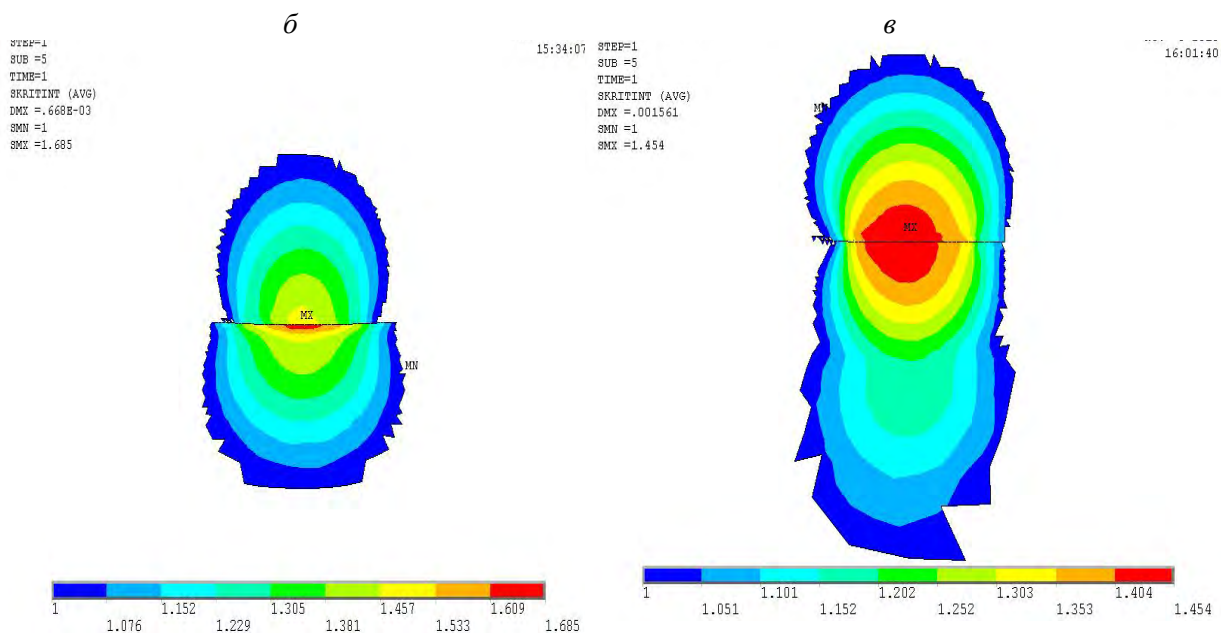 б
STEP=1
SUB =5
TIME=1
SKRITINT (AVG)
DMX =.668E-03
SMN =1
SMX =1.685
15:34:07
MX
MN
1 1.152 1.305 1.457 1.609
1.076 1.229 1.381 1.533 1.685
в
STEP=1
SUB =5
TIME=1
SKRITINT (AVG)
DMX =.001561
SMN =1
SMX =1.454
16:01:40
MX
1 1.101 1.202 1.303 1.404
1.051 1.152 1.252 1.353 1.454